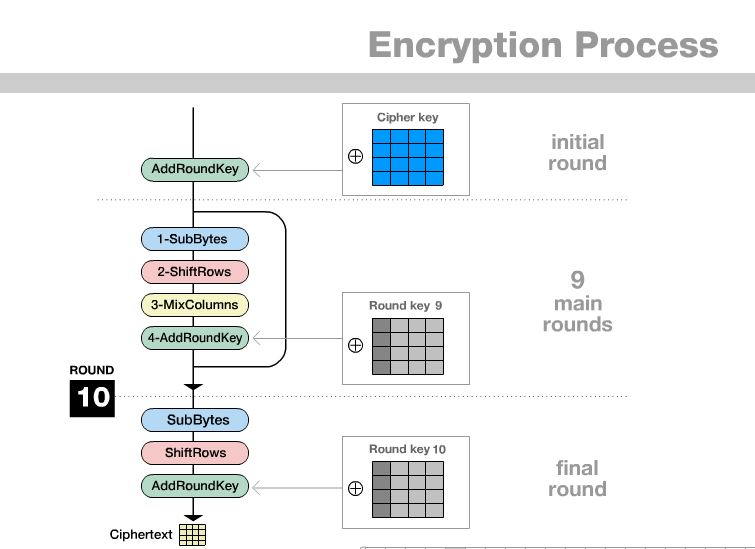 Encryption Process
Cipher key
⊕
AddRoundKey
initial
round
1-SubBytes
2-ShiftRows
3-MixColumns
4-AddRoundKey
Round key 9
⊕
9
main
rounds
ROUND
10
SubBytes
ShiftRows
AddRoundKey
Round key 10
⊕
final
round
Ciphertext